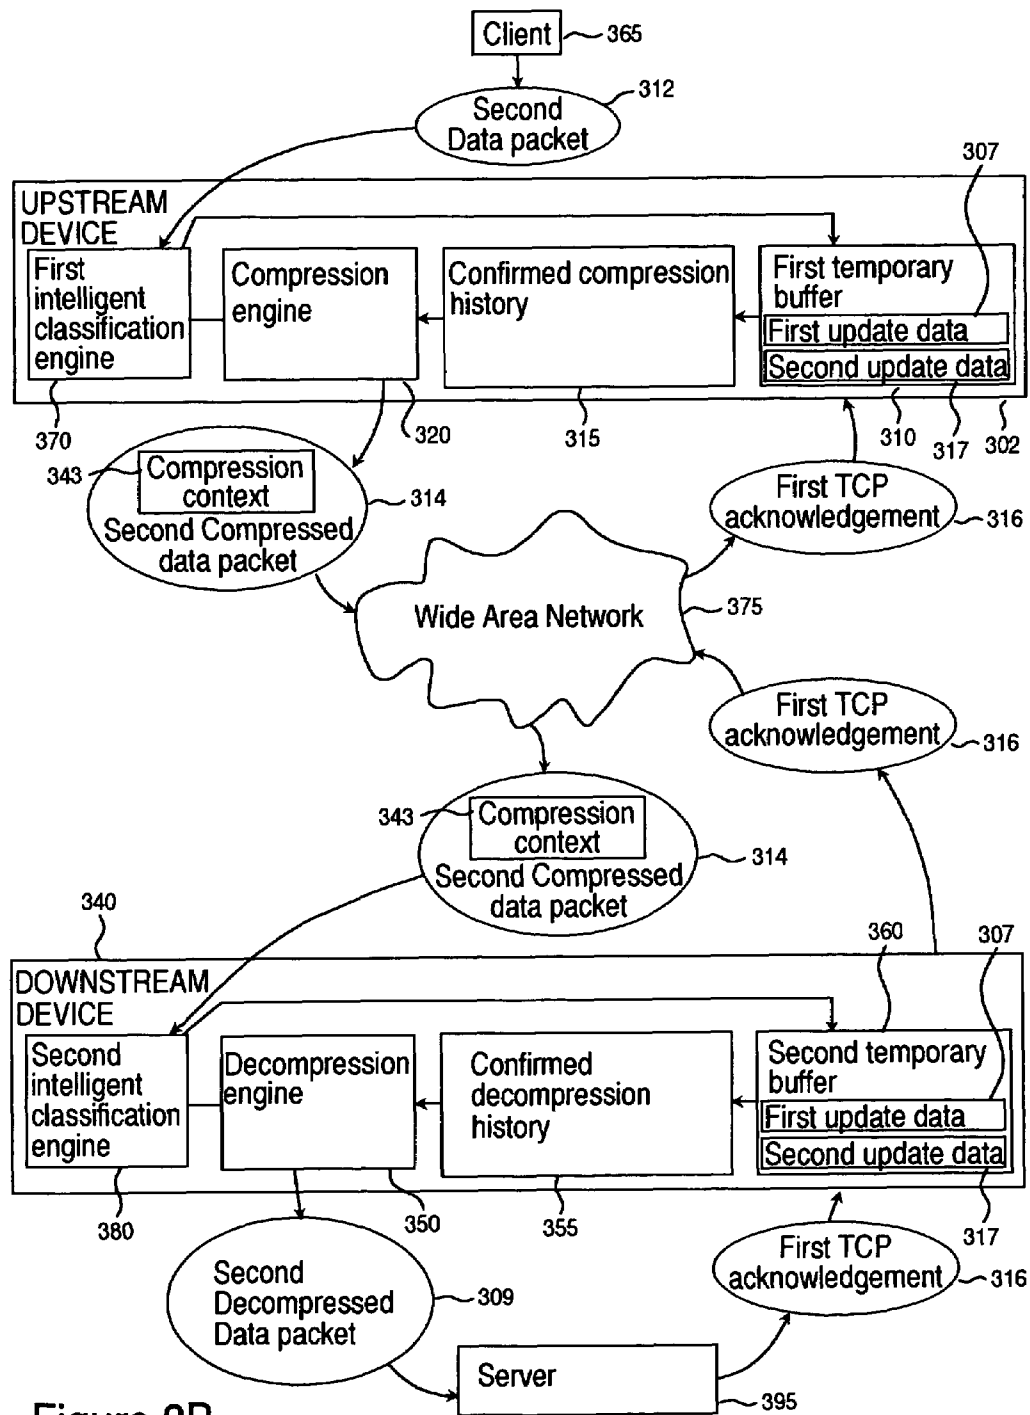 Client
365
312
Second
Data packet
307
UPSTREAM
DEVICE
First
intelligent
classification
engine
Compression
engine
Confirmed compression
history
First temporary
buffer
First update data
Second update data
370
320
315
310
317
302
343
Compression
context
Second Compressed
data packet
314
First TCP
acknowledgement
316
Wide Area Network
375
First TCP
acknowledgement
316
343
Compression
context
Second Compressed
data packet
314
340
360
307
DOWNSTREAM
DEVICE
Second
intelligent
classification
engine
Decompression
engine
Confirmed
decompression
history
Second temporary
buffer
First update data
Second update data
380
350
355
317
First TCP
acknowledgement
316
Second
Decompressed
Data packet
309
Server
395